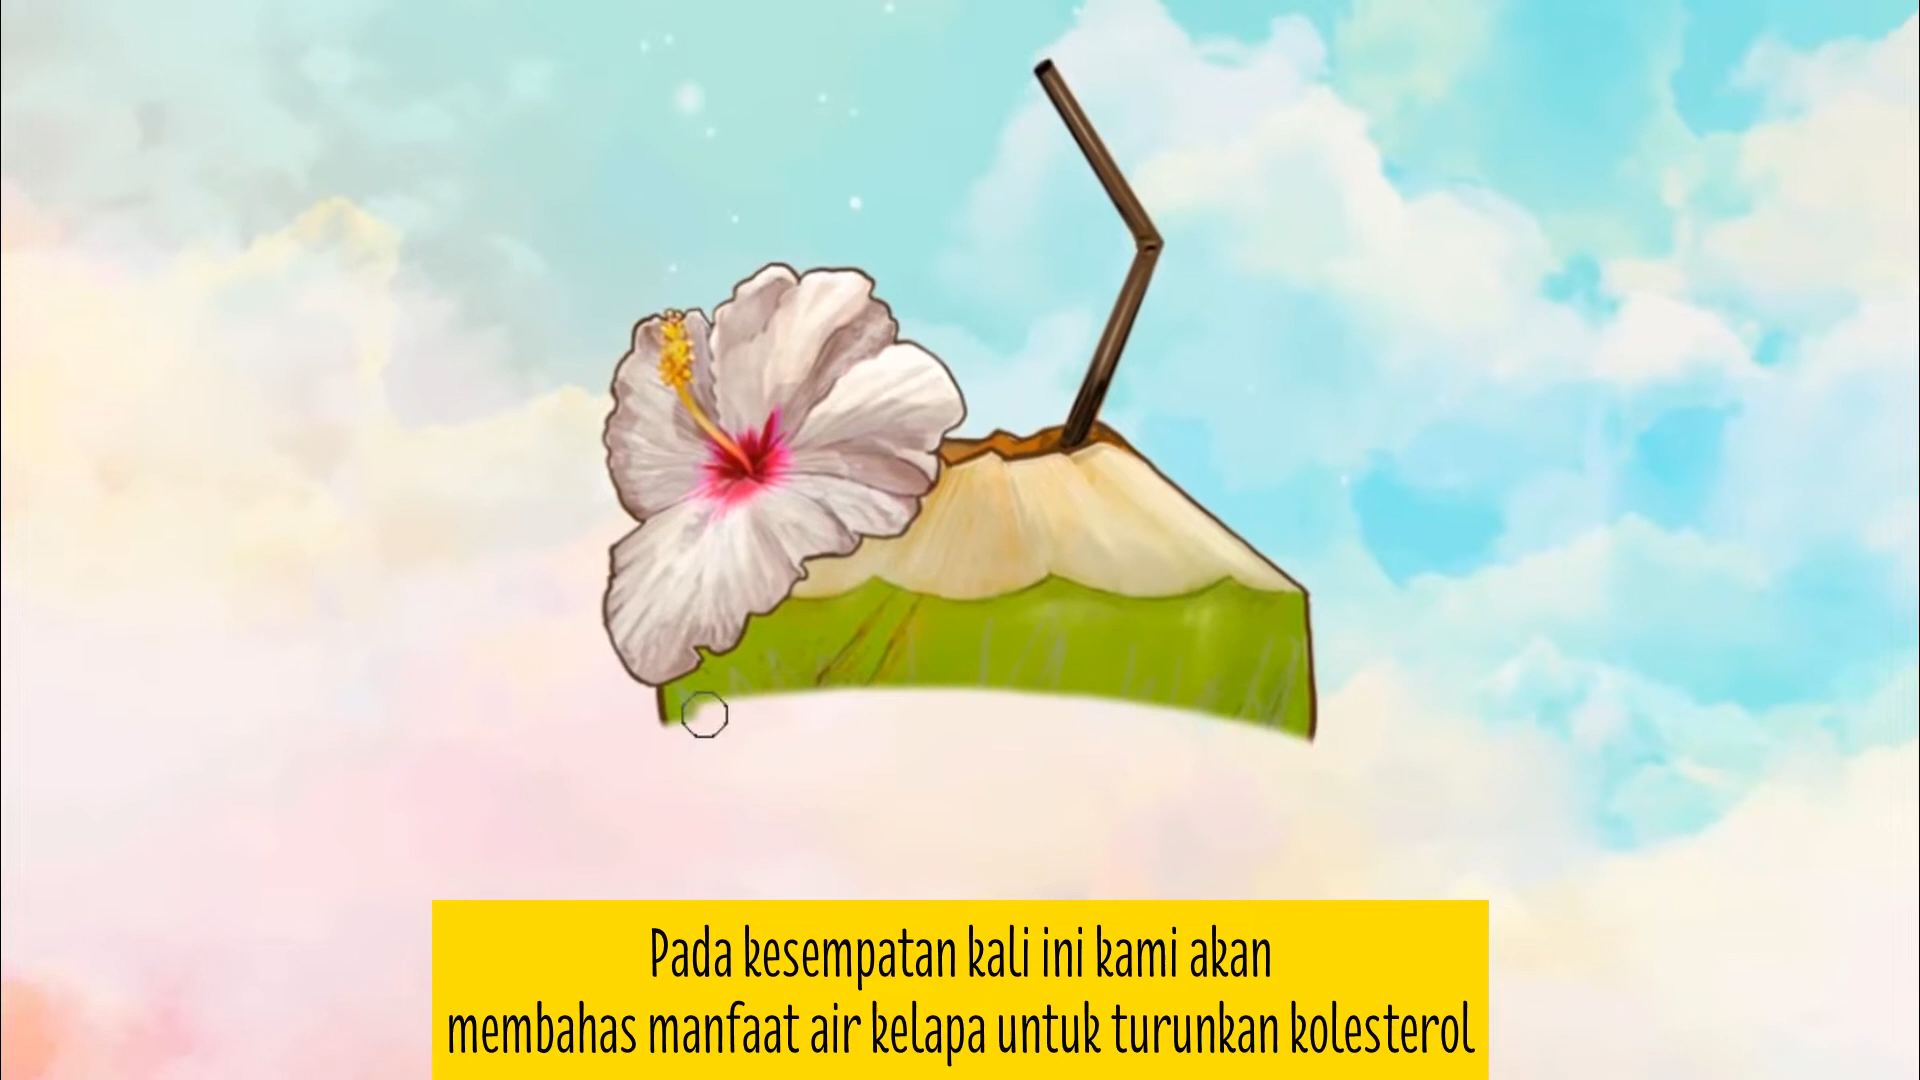 Pada kesempatan kali ini kami akan
membahas manfaat air kelapa untuk turunkan kolesterol